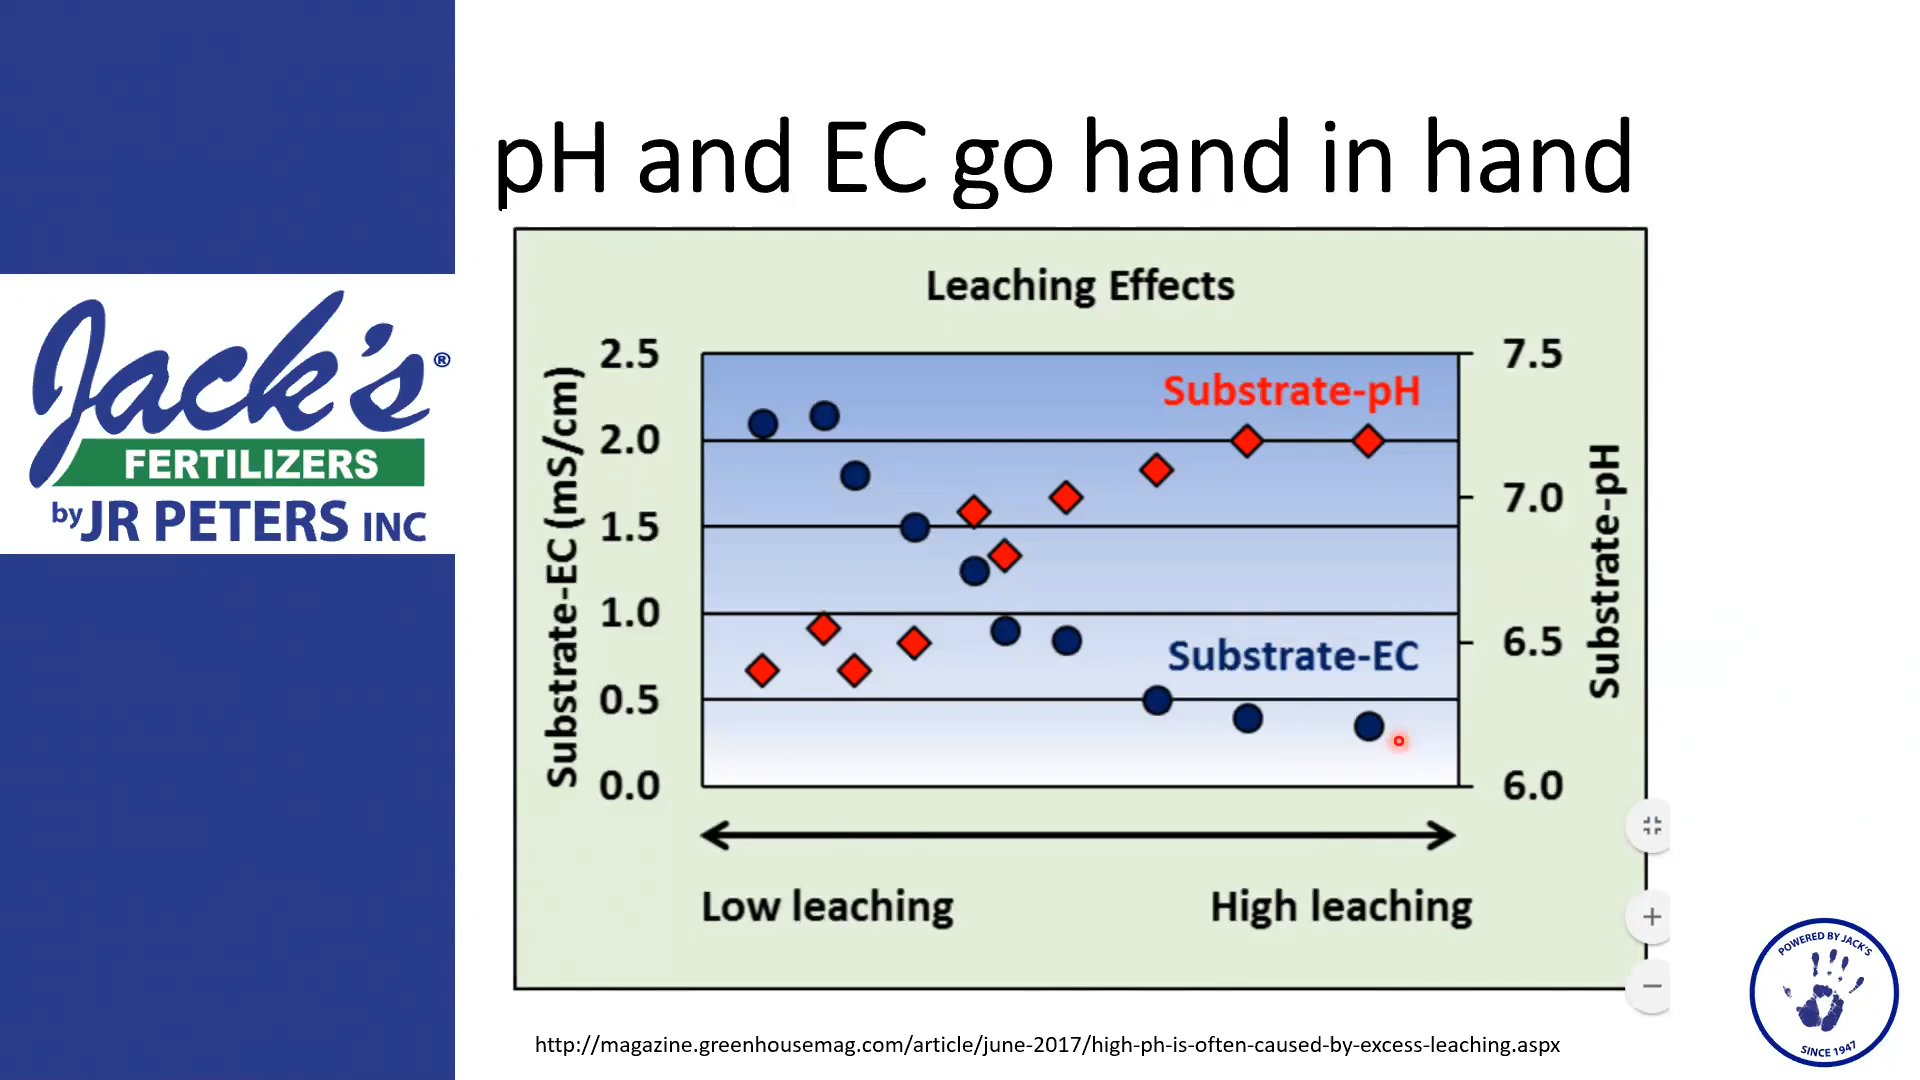 pH and EC go hand in hand
Jack's®
FERTILIZERS
by JR PETERS INC
Leaching Effects
Substrate-EC (mS/cm)
2.5
2.0
1.5
1.0
0.5
0.0
Substrate-pH
Substrate-EC
7.5
7.0
6.5
6.0
Substrate-pH
Low leaching
High leaching
http://magazine.greenhousemag.com/article/june-2017/high-ph-is-often-caused-by-excess-leaching.aspx
POWERED BY JACK'S
SINCE 1947